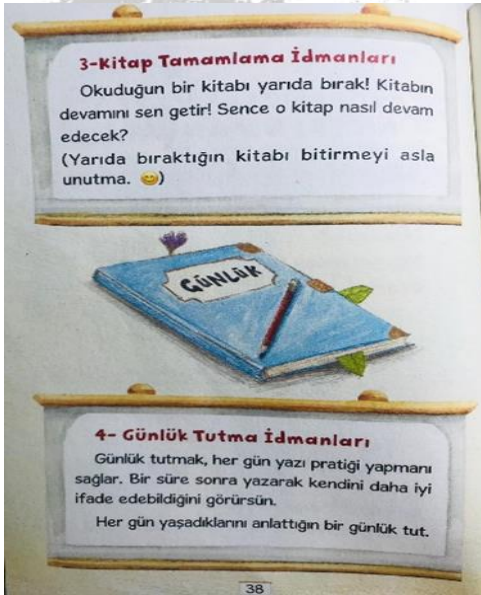 3-Kitap Tamamlama İdmanları
Okuduğun bir kitabı yarıda bırak! Kitabın
devamını sen getir! Sence o kitap nasıl devam
edecek?
(Yarıda bıraktığın kitabı bitirmeyi asla
unutma. 😊)
GÜNLÜK
4- Günlük Tutma İdmanları
Günlük tutmak, her gün yazı pratiği yapmanı
sağlar. Bir süre sonra yazarak kendini daha iyi
ifade edebildiğini görürsün.
Her gün yaşadıklarını anlattığın bir günlük tut.
38